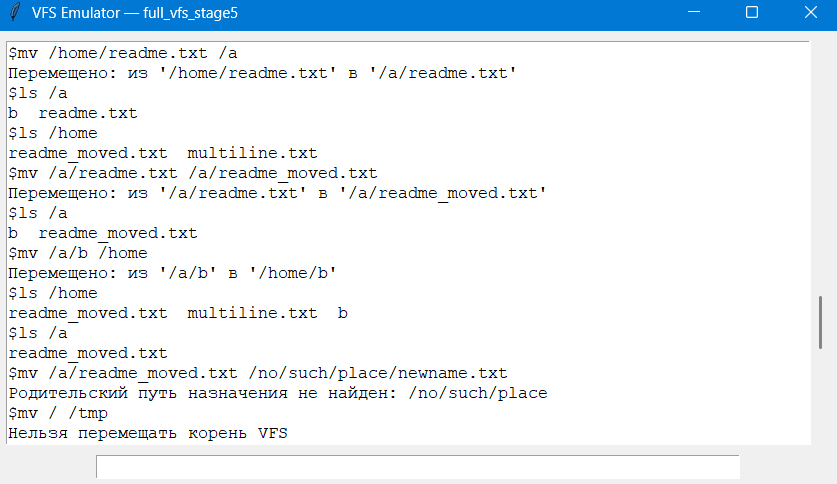 VFS Emulator — full_vfs_stage5
$mv /home/readme.txt /a
Перемещено: из '/home/readme.txt' в '/a/readme.txt'
$ls /a
b  readme.txt
$ls /home
readme_moved.txt  multiline.txt
$mv /a/readme.txt /a/readme_moved.txt
Перемещено: из '/a/readme.txt' в '/a/readme_moved.txt'
$ls /a
b  readme_moved.txt
$mv /a/b /home
Перемещено: из '/a/b' в '/home/b'
$ls /home
readme_moved.txt  multiline.txt  b
$ls /a
readme_moved.txt
$mv /a/readme_moved.txt /no/such/place/newname.txt
Родительский путь назначения не найден: /no/such/place
$mv / /tmp
Нельзя перемещать корень VFS